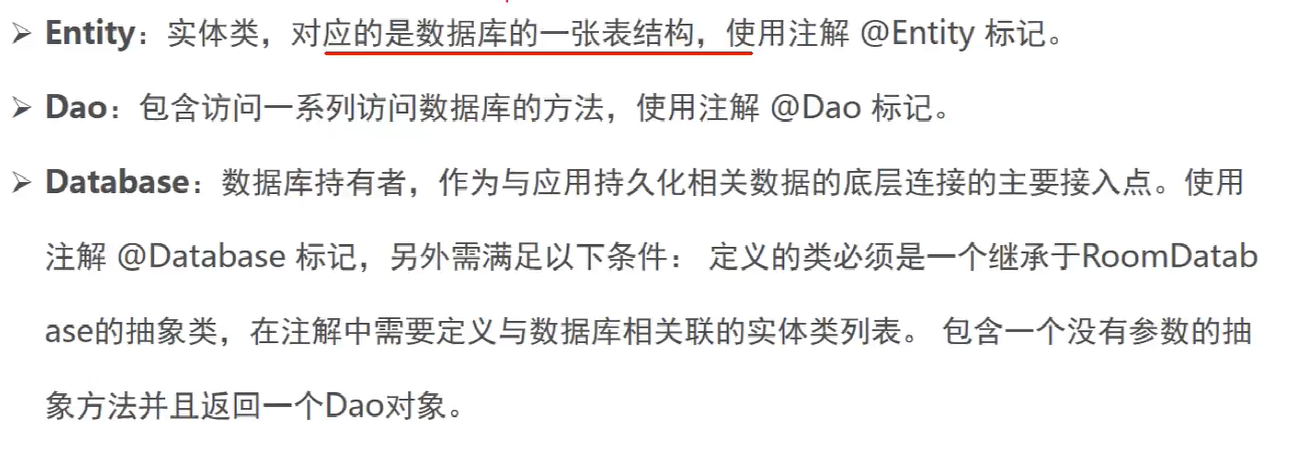 ➢ Entity：实体类，对应的是数据库的一张表结构，使用注解 @Entity 标记。
➢ Dao：包含访问一系列访问数据库的方法，使用注解 @Dao 标记。
➢ Database：数据库持有者，作为与应用持久化相关数据的底层连接的主要接入点。使用
注解 @Database 标记，另外需满足以下条件： 定义的类必须是一个继承于RoomDatab
ase的抽象类，在注解中需要定义与数据库相关联的实体类列表。 包含一个没有参数的抽
象方法并且返回一个Dao对象。